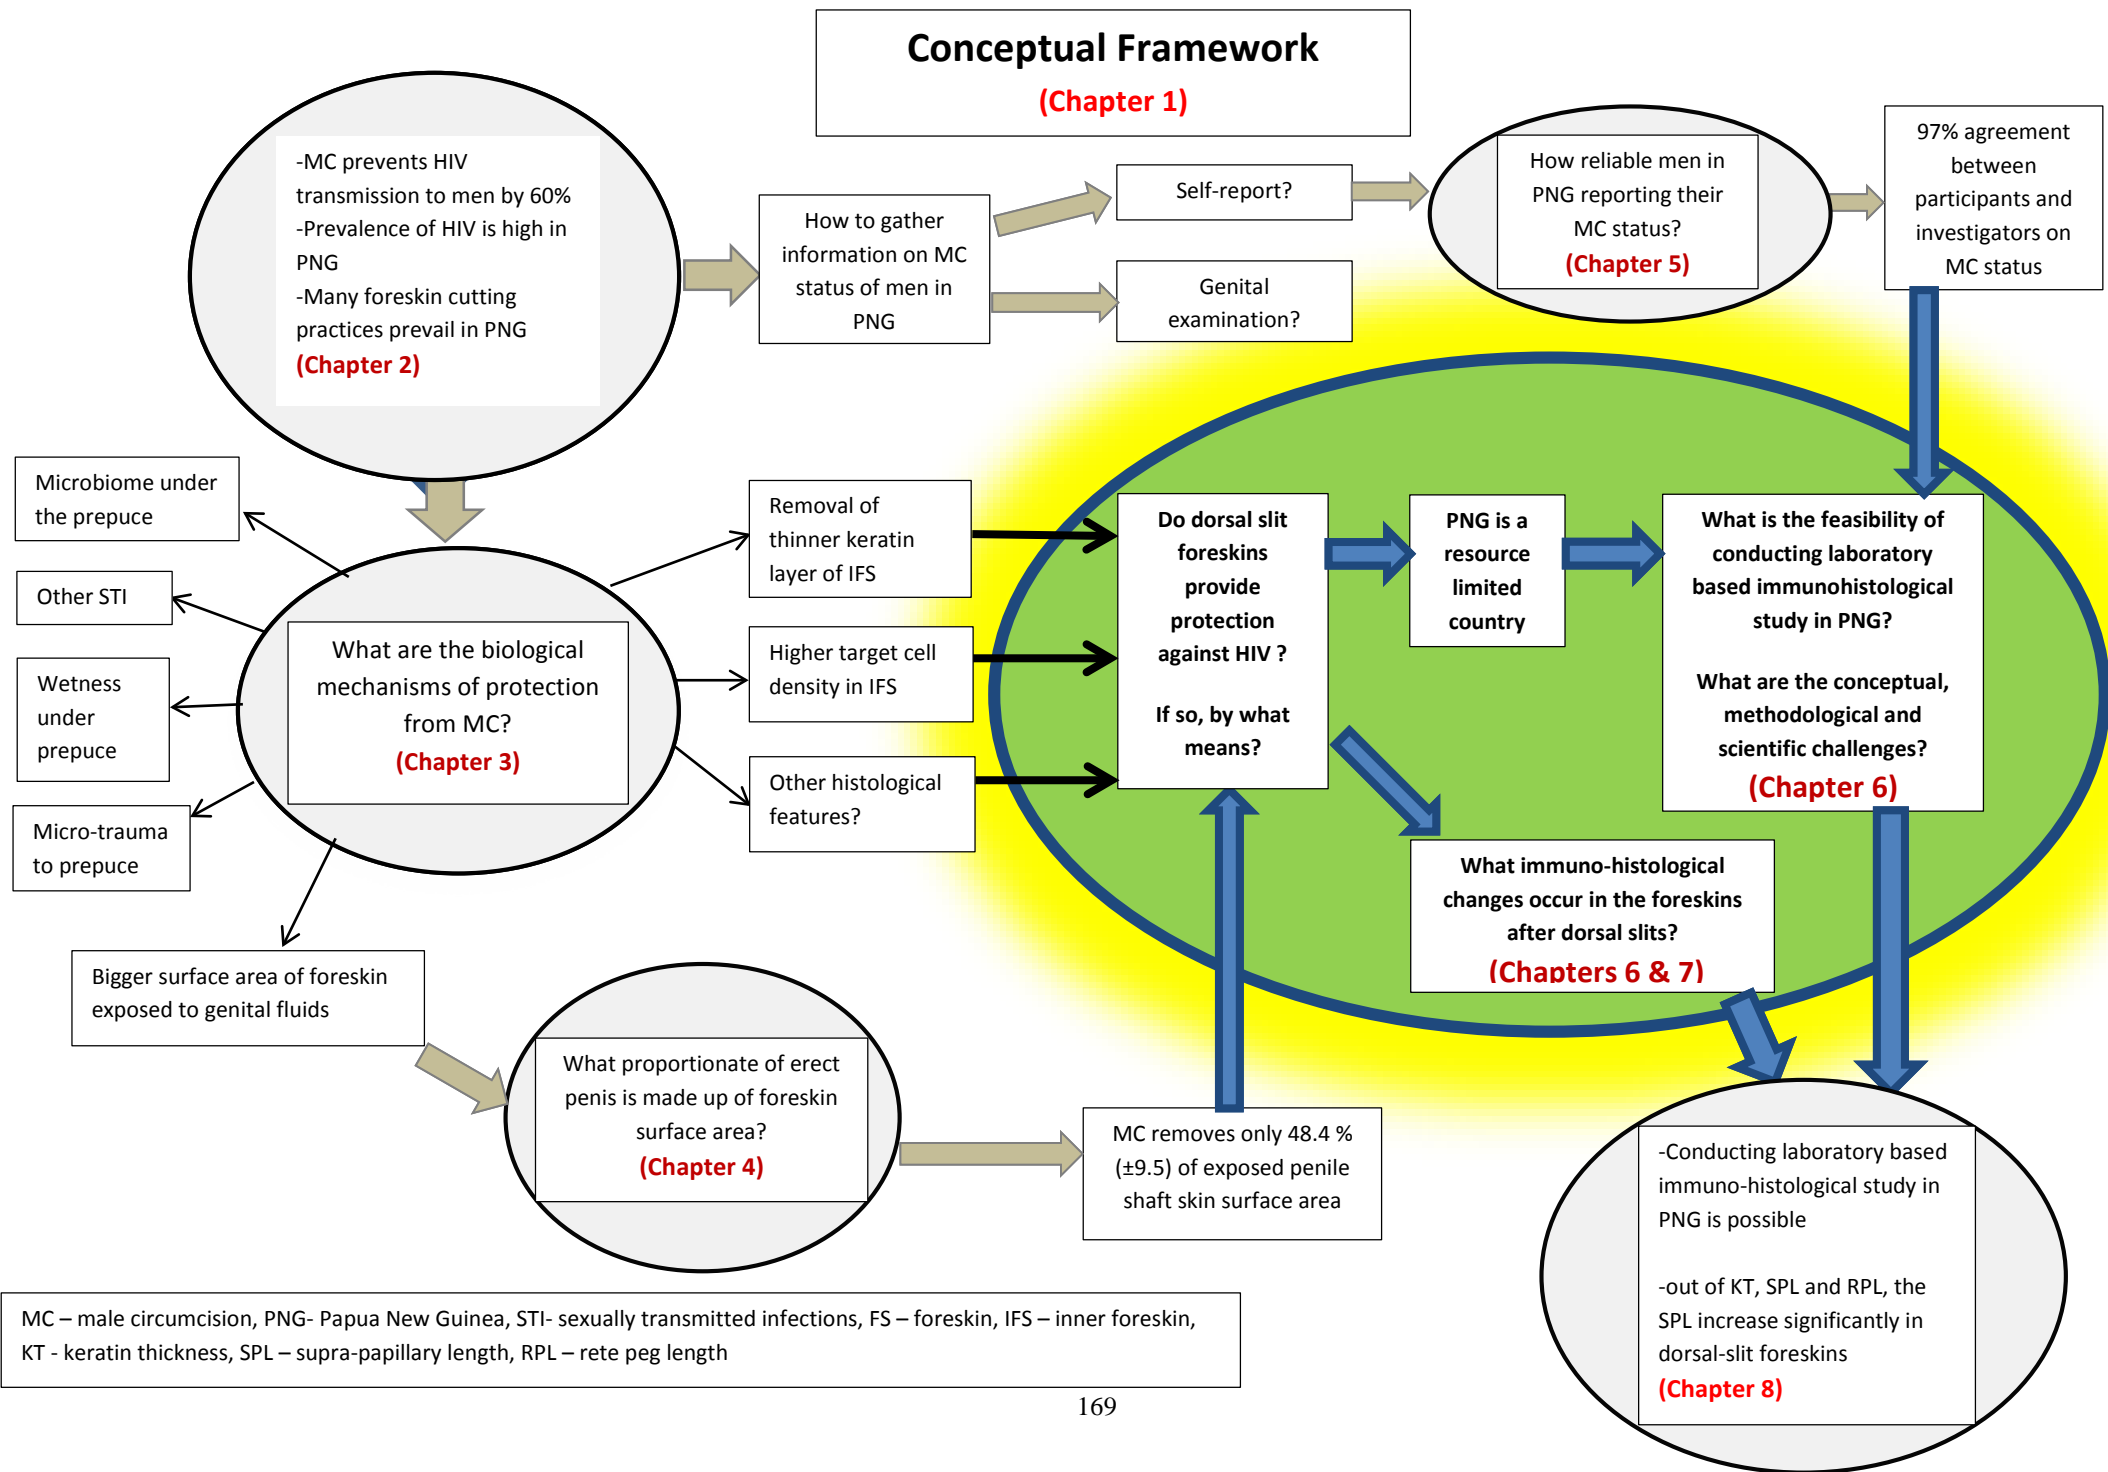 Conceptual Framework
(Chapter 1)
-MC prevents HIV
transmission to men by 60%
-Prevalence of HIV is high in
PNG
-Many foreskin cutting
practices prevail in PNG
(Chapter 2)
How to gather
information on MC
status of men in
PNG
Self-report?
Genital
examination?
How reliable men in
PNG reporting their
MC status?
(Chapter 5)
97% agreement
between
participants and
investigators on
MC status
Microbiome under
the prepuce
Other STI
Wetness
under
prepuce
Micro-trauma
to prepuce
What are the biological
mechanisms of protection
from MC?
(Chapter 3)
Removal of
thinner keratin
layer of IFS
Higher target cell
density in IFS
Other histological
features?
Do dorsal slit
foreskins
provide
protection
against HIV ?
If so, by what
means?
PNG is a
resource
limited
country
What is the feasibility of
conducting laboratory
based immunohistological
study in PNG?
What are the conceptual,
methodological and
scientific challenges?
(Chapter 6)
What immuno-histological
changes occur in the foreskins
after dorsal slits?
(Chapters 6 & 7)
Bigger surface area of foreskin
exposed to genital fluids
What proportionate of erect
penis is made up of foreskin
surface area?
(Chapter 4)
MC removes only 48.4 %
(±9.5) of exposed penile
shaft skin surface area
-Conducting laboratory based
immuno-histological study in
PNG is possible
-out of KT, SPL and RPL, the
SPL increase significantly in
dorsal-slit foreskins
(Chapter 8)
MC – male circumcision, PNG- Papua New Guinea, STI- sexually transmitted infections, FS – foreskin, IFS – inner foreskin,
KT - keratin thickness, SPL – supra-papillary length, RPL – rete peg length
169